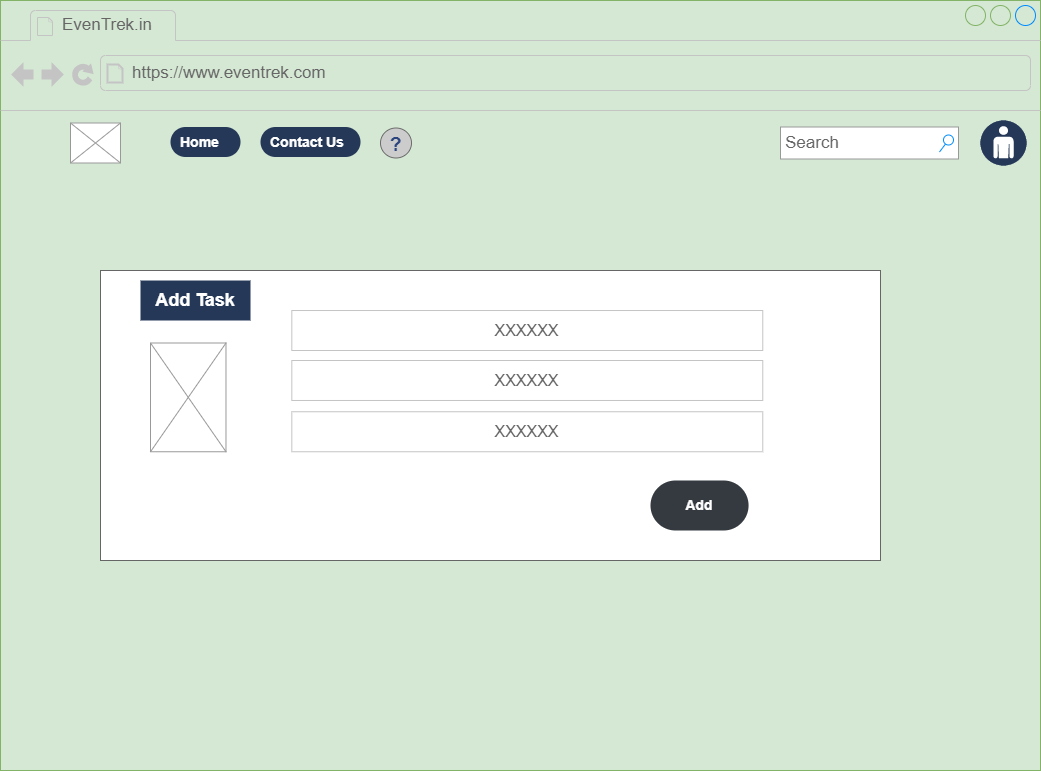 EvenTrek.in
https://www.eventrek.com
Home
Contact Us
?
Search
Add Task
XXXXXX
XXXXXX
XXXXXX
Add